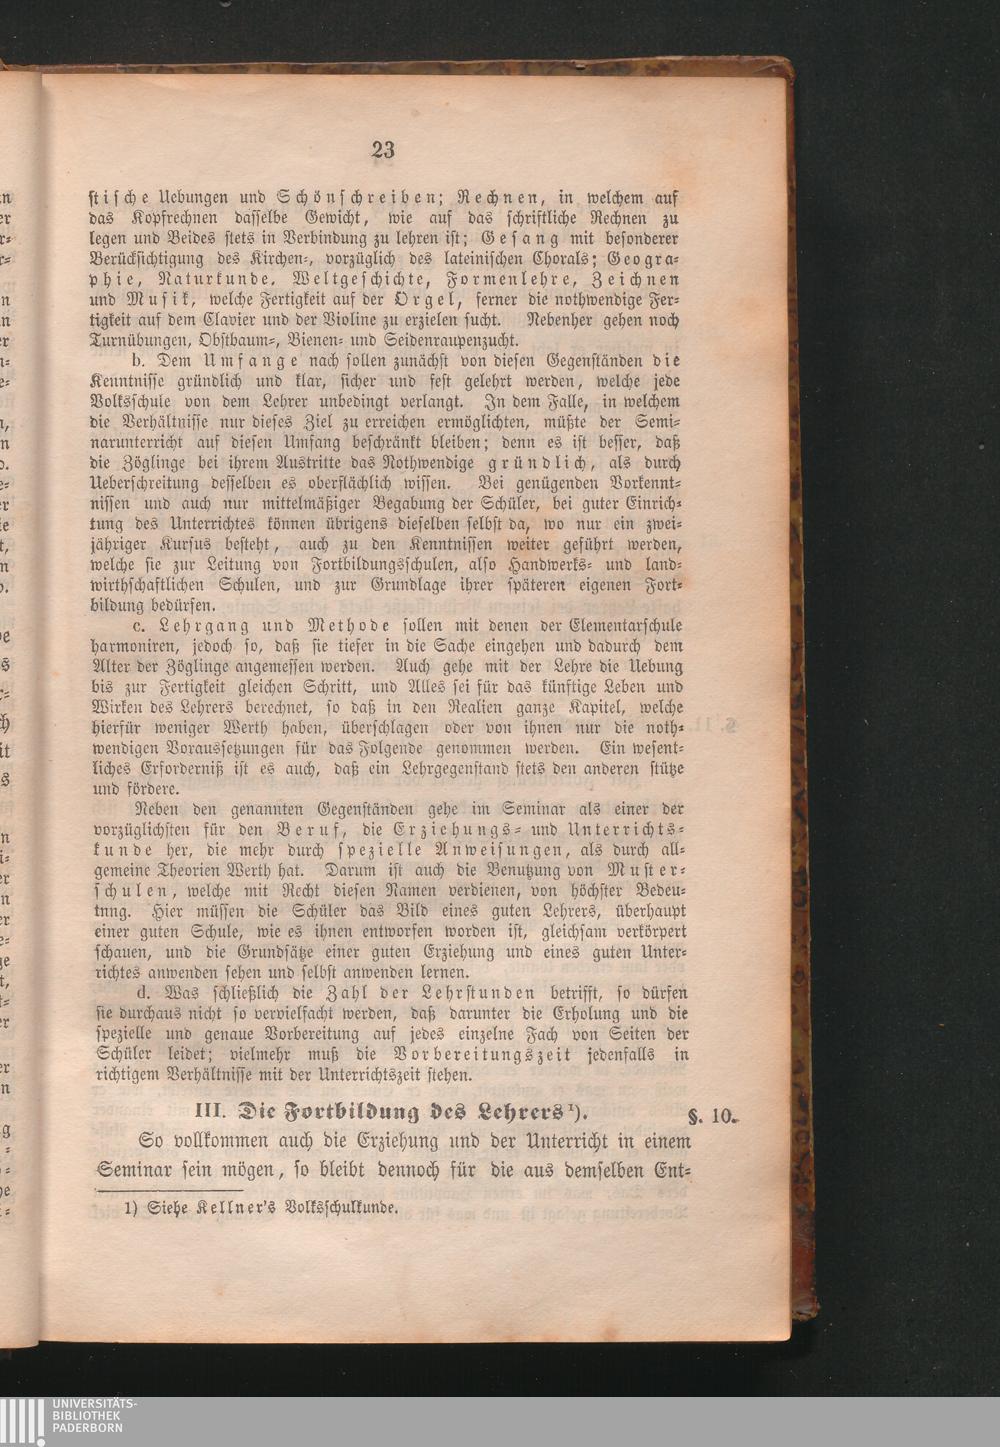 23
stische Uebungen und Schönschreiben; Rechnen, in welchem auf
das Kopfrechnen dasselbe Gewicht, wie auf das schriftliche Rechnen zu
legen und Beides stets in Verbindung zu lehren ist; Gesang mit besonderer
Berücksichtigung des Kirchen-, vorzüglich des lateinischen Chorals; Geogra-
phie, Naturkunde, Weltgeschichte, Formenlehre, Zeichnen
und Musik, welche Fertigkeit auf der Orgel, ferner die nothwendige Fer-
tigkeit auf dem Clavier und der Violine zu erzielen sucht. Nebenher gehen noch
Turnübungen, Obstbaum-, Bienen- und Seidenraupenzucht.
b. Dem Umfange nach sollen zunächst von diesen Gegenständen die
Kenntnisse gründlich und klar, sicher und fest gelehrt werden, welche jede
Volksschule von dem Lehrer unbedingt verlangt. In dem Falle, in welchem
die Verhältnisse nur dieses Ziel zu erreichen ermöglichten, müßte der Semi-
narunterricht auf diesen Umfang beschränkt bleiben; denn es ist besser, daß
die Zöglinge bei ihrem Austritte das Nothwendige gründlich, als durch
Ueberschreitung desselben es oberflächlich wissen. Bei genügenden Vorkennt-
nissen und auch nur mittelmäßiger Begabung der Schüler, bei guter Einrich-
tung des Unterrichtes können übrigens dieselben selbst da, wo nur ein zwei-
jähriger Kursus besteht, auch zu den Kenntnissen weiter geführt werden,
welche sie zur Leitung von Fortbildungsschulen, also Handwerks- und land-
wirthschaftlichen Schulen, und zur Grundlage ihrer späteren eigenen Fort-
bildung bedürfen.
c. Lehrgang und Methode sollen mit denen der Elementarschule
harmoniren, jedoch so, daß sie tiefer in die Sache eingehen und dadurch dem
Alter der Zöglinge angemessen werden. Auch gehe mit der Lehre die Uebung
bis zur Fertigkeit gleichen Schritt, und Alles sei für das künftige Leben und
Wirken des Lehrers berechnet, so daß in den Realien ganze Kapitel, welche
hierfür weniger Werth haben, überschlagen oder von ihnen nur die noth-
wendigen Voraussetzungen für das Folgende genommen werden. Ein wesent-
liches Erforderniß ist es auch, daß ein Lehrgegenstand stets den anderen stütze
und fördere.
Neben den genannten Gegenständen gehe im Seminar als einer der
vorzüglichsten für den Beruf, die Erziehungs- und Unterrichts-
kunde her, die mehr durch spezielle Anweisungen, als durch all-
gemeine Theorien Werth hat. Darum ist auch die Benutzung von Muster-
schulen, welche mit Recht diesen Namen verdienen, von höchster Bedeu-
tnng. Hier müssen die Schüler das Bild eines guten Lehrers, überhaupt
einer guten Schule, wie es ihnen entworfen worden ist, gleichsam verkörpert
schauen, und die Grundsätze einer guten Erziehung und eines guten Unter-
richtes anwenden sehen und selbst anwenden lernen.
d. Was schließlich die Zahl der Lehrstunden betrifft, so dürfen
sie durchaus nicht so vervielfacht werden, daß darunter die Erholung und die
spezielle und genaue Vorbereitung auf jedes einzelne Fach von Seiten der
Schüler leidet; vielmehr muß die Vorbereitungszeit jedenfalls in
richtigem Verhältnisse mit der Unterrichtszeit stehen.
III. Die Fortbildung des Lehrers¹). §. 10.
So vollkommen auch die Erziehung und der Unterricht in einem
Seminar sein mögen, so bleibt dennoch für die aus demselben Ent-
1) Siehe Kellner's Volksschulkunde.
UNIVERSITÄTS-
BIBLIOTHEK
PADERBORN